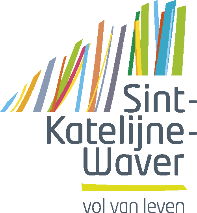 Sint-
Katelijne-
Waver
vol van leven